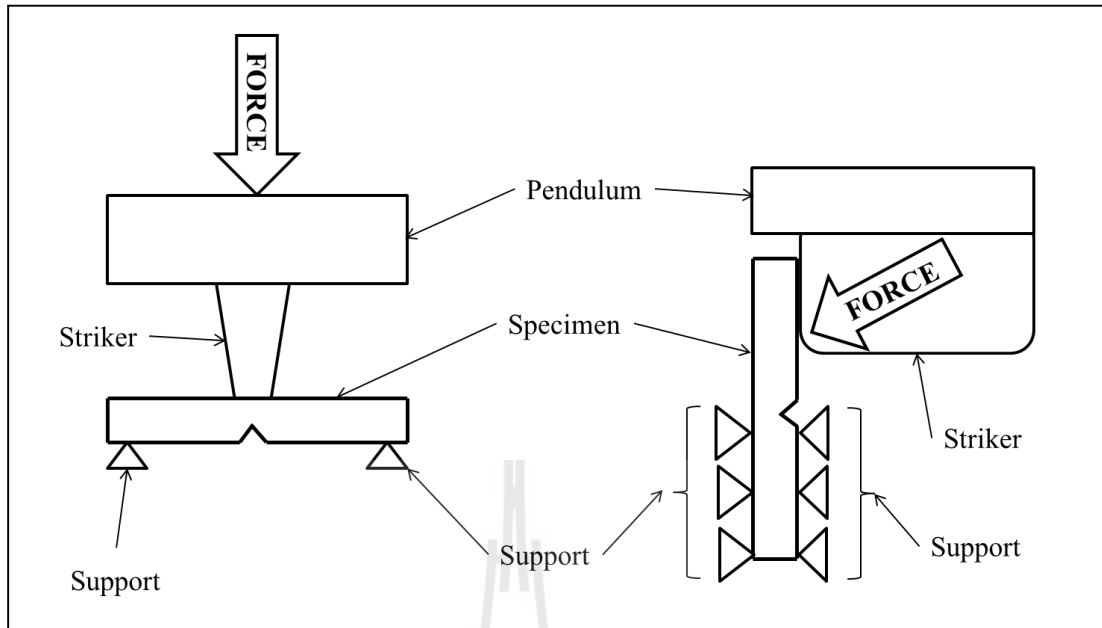 FORCE
Pendulum
FORCE
Striker
Specimen
Striker
Support
Support
Support